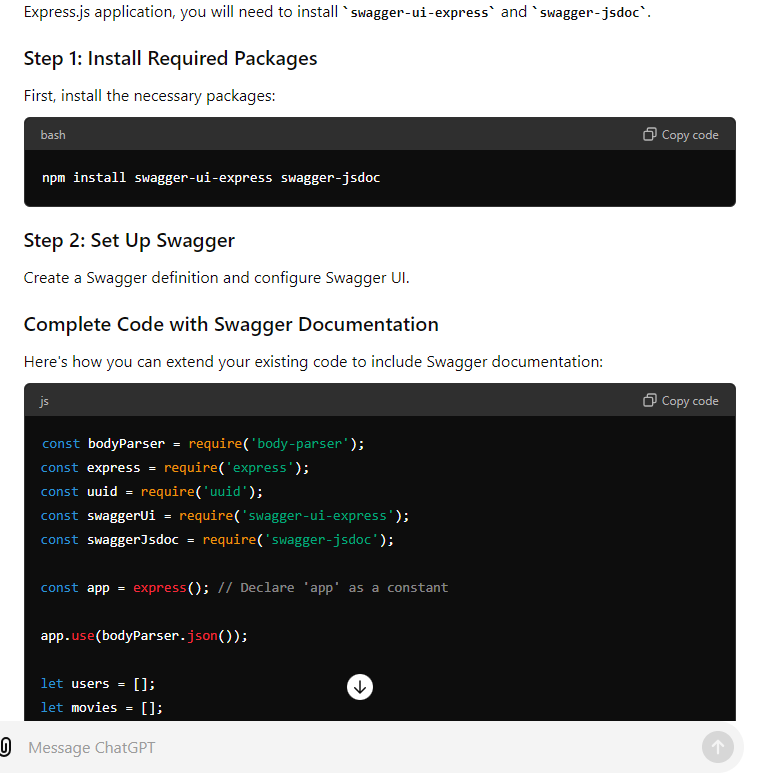 Express.js application, you will need to install `swagger-ui-express` and `swagger-jsdoc`.
Step 1: Install Required Packages
First, install the necessary packages:
bash
Copy code
npm install swagger-ui-express swagger-jsdoc
Step 2: Set Up Swagger
Create a Swagger definition and configure Swagger UI.
Complete Code with Swagger Documentation
Here's how you can extend your existing code to include Swagger documentation:
js
Copy code
const bodyParser = require('body-parser');
const express = require('express');
const uuid = require('uuid');
const swaggerUi = require('swagger-ui-express');
const swaggerJsdoc = require('swagger-jsdoc');
const app = express(); // Declare 'app' as a constant
app.use(bodyParser.json());
let users = [];
let movies = [];
Message ChatGPT